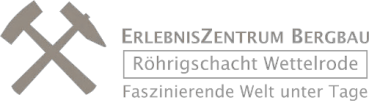 ErlebnisZentrum Bergbau
Röhrigschacht Wettelrode
Faszinierende Welt unter Tage